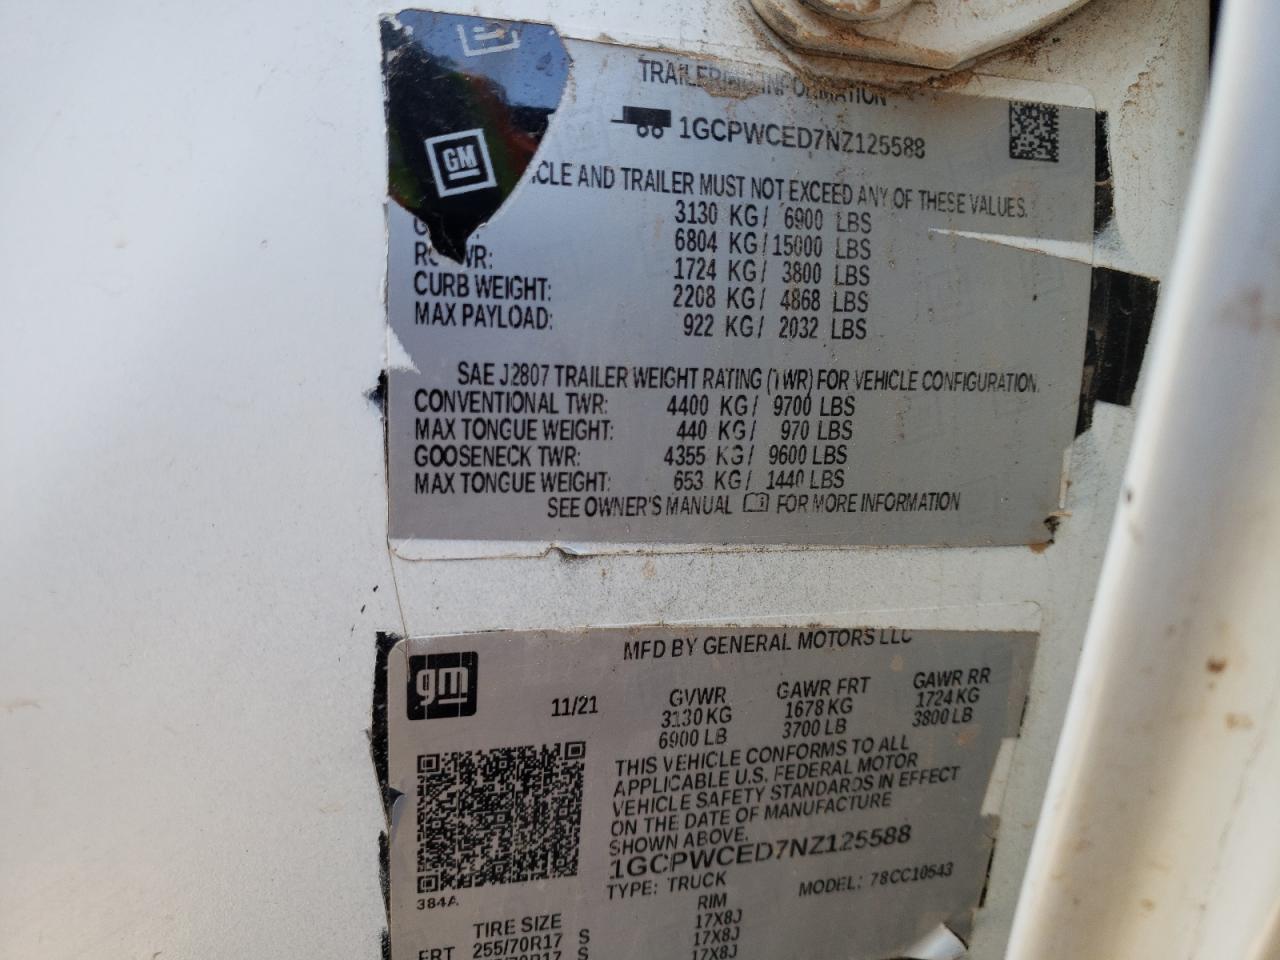 TRAILERING INFORMATION
1GCPWCED7NZ125588
GM
ICLE AND TRAILER MUST NOT EXCEED ANY OF THESE VALUES.
3130 KG/ 6900 LBS
6804 KG/ 15000 LBS
WR: 1724 KG/ 3800 LBS
CURB WEIGHT: 2208 KG/ 4868 LBS
MAX PAYLOAD: 922 KG/ 2032 LBS
SAE J2807 TRAILER WEIGHT RATING (TWR) FOR VEHICLE CONFIGURATION.
CONVENTIONAL TWR: 4400 KG/ 9700 LBS
MAX TONGUE WEIGHT: 440 KG/ 970 LBS
GOOSENECK TWR: 4355 KG/ 9600 LBS
MAX TONGUE WEIGHT: 653 KG/ 1440 LBS
SEE OWNER'S MANUAL FOR MORE INFORMATION
MFD BY GENERAL MOTORS LLC
gm
11/21 GVWR GAWR FRT GAWR RR
3130 KG 1678 KG 1724 KG
6900 LB 3700 LB 3800 LB
THIS VEHICLE CONFORMS TO ALL
APPLICABLE U.S. FEDERAL MOTOR
VEHICLE SAFETY STANDARDS IN EFFECT
ON THE DATE OF MANUFACTURE
SHOWN ABOVE.
1GCPWCED7NZ125588
TYPE: TRUCK MODEL: 78CC10543
384A
TIRE SIZE RIM
FRT 255/70R17 S 17X8J
S 17X8J
17X8J